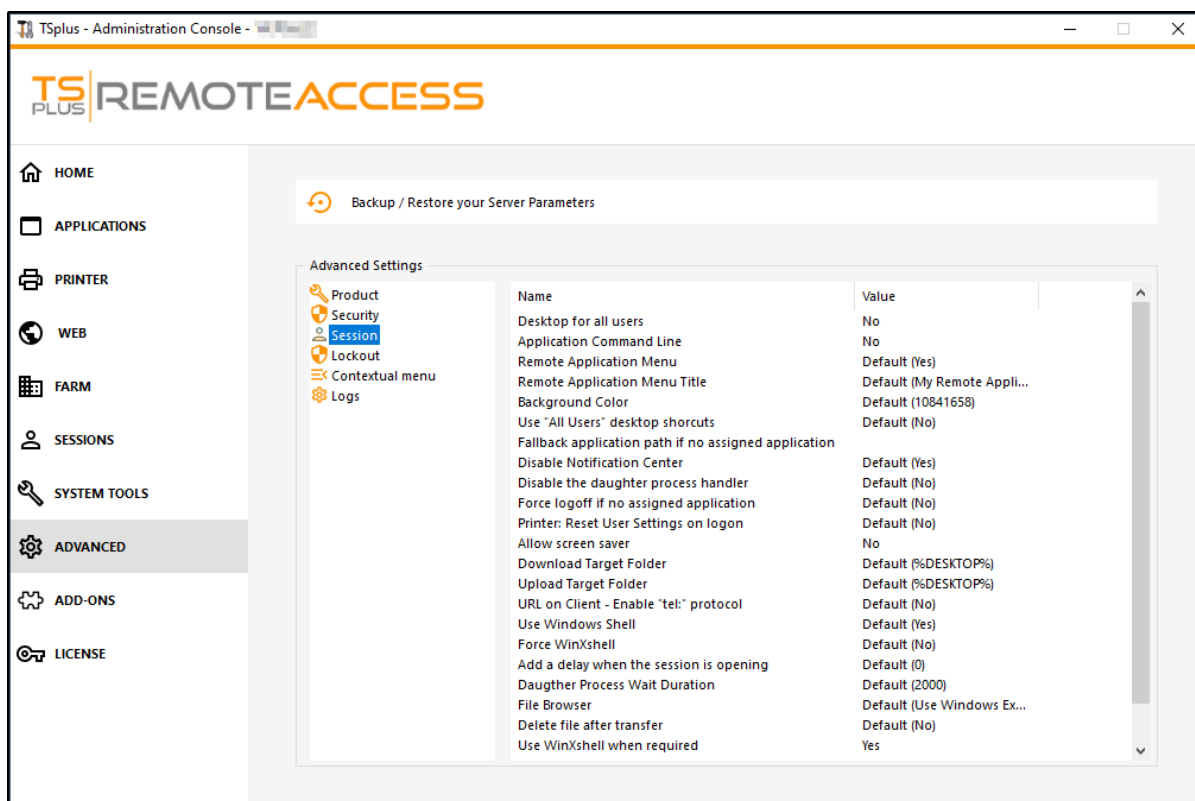 TSplus - Administration Console -
TS PLUS REMOTEACCESS
HOME
APPLICATIONS
PRINTER
WEB
FARM
SESSIONS
SYSTEM TOOLS
ADVANCED
ADD-ONS
LICENSE
Backup / Restore your Server Parameters
Advanced Settings
Product
Security
Session
Lockout
Contextual menu
Logs
Name Value
Desktop for all users No
Application Command Line No
Remote Application Menu Default (Yes)
Remote Application Menu Title Default (My Remote Appli...
Background Color Default (10841658)
Use "All Users" desktop shorcuts Default (No)
Fallback application path if no assigned application
Disable Notification Center Default (Yes)
Disable the daughter process handler Default (No)
Force logoff if no assigned application Default (No)
Printer: Reset User Settings on logon Default (No)
Allow screen saver No
Download Target Folder Default (%DESKTOP%)
Upload Target Folder Default (%DESKTOP%)
URL on Client - Enable "tel:" protocol Default (No)
Use Windows Shell Default (Yes)
Force WinXshell Default (No)
Add a delay when the session is opening Default (0)
Daugther Process Wait Duration Default (2000)
File Browser Default (Use Windows Ex...
Delete file after transfer Default (No)
Use WinXshell when required Yes